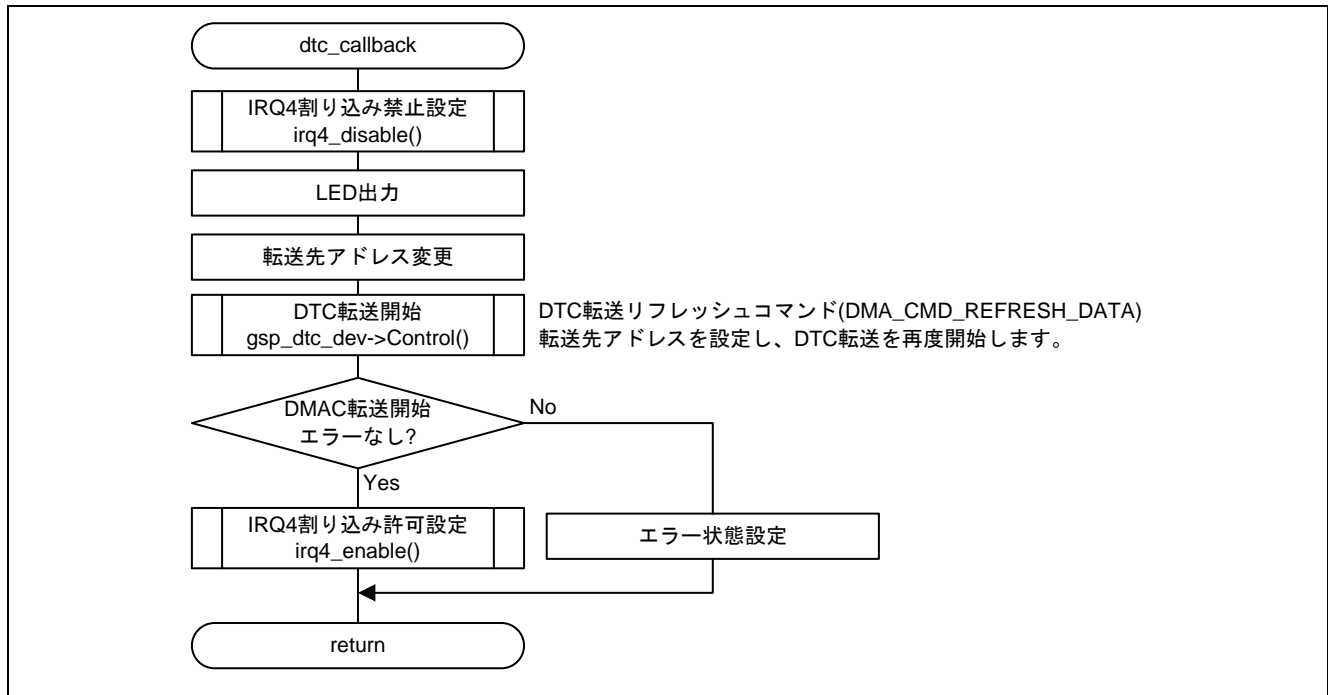 dtc_callback
IRQ4割り込み禁止設定
irq4_disable()
LED出力
転送先アドレス変更
DTC転送開始
gsp_dtc_dev->Control()
DTC転送リフレッシュコマンド(DMA_CMD_REFRESH_DATA)
転送先アドレスを設定し、DTC転送を再度開始します。
DMAC転送開始
エラーなし?
No
Yes
IRQ4割り込み許可設定
irq4_enable()
エラー状態設定
return